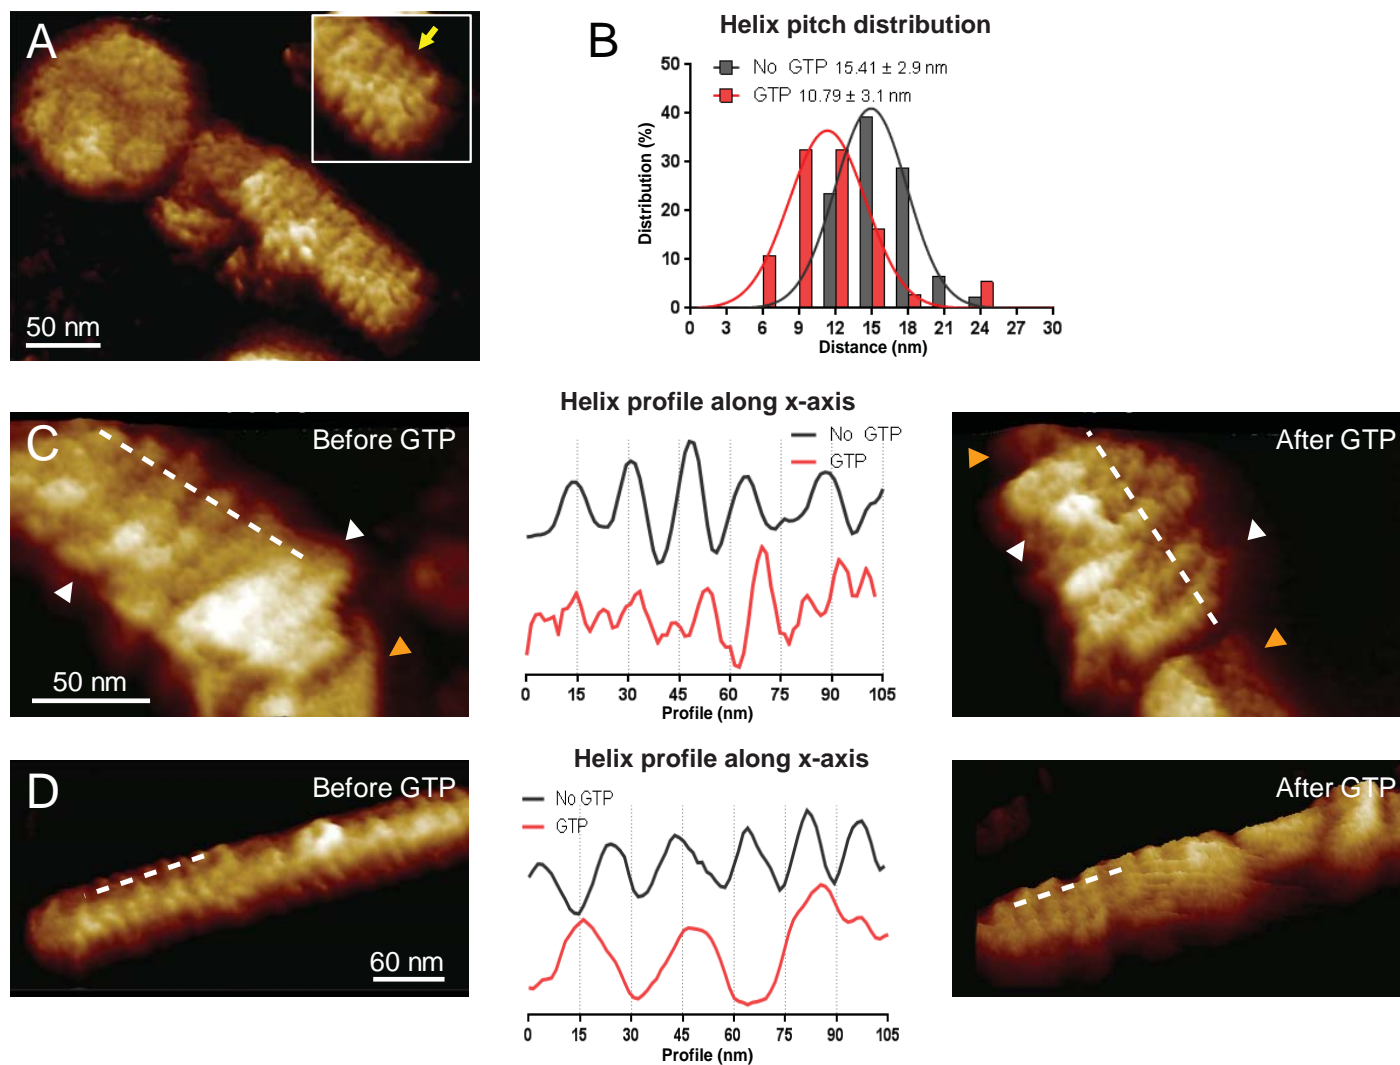 A
50 nm
B
Helix pitch distribution
No GTP 15.41 ± 2.9 nm
GTP 10.79 ± 3.1 nm
Distribution (%)
50
40
30
20
10
0
0 3 6 9 12 15 18 21 24 27 30
Distance (nm)
C
Before GTP
50 nm
Helix profile along x-axis
No GTP
GTP
0 15 30 45 60 75 90 105
Profile (nm)
After GTP
D
Before GTP
60 nm
Helix profile along x-axis
No GTP
GTP
0 15 30 45 60 75 90 105
Profile (nm)
After GTP